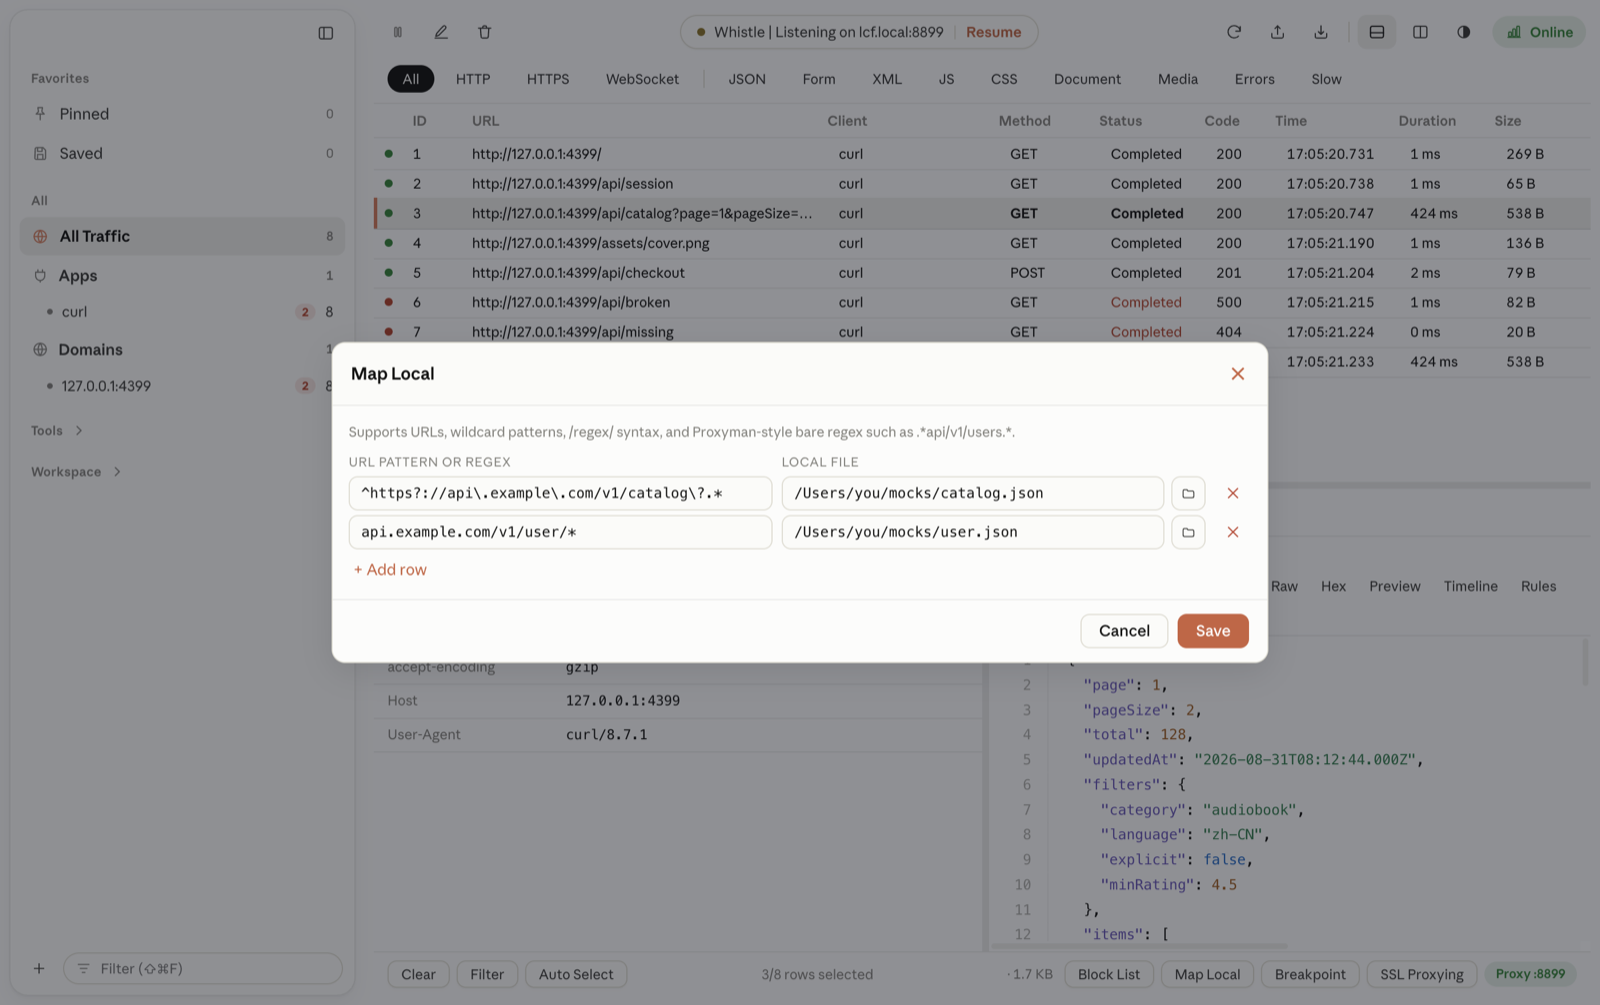 Whistle | Listening on lcf.local:8899 Resume
Online
Favorites
Pinned 0
Saved 0
All
All Traffic 8
Apps 1
curl 2 8
Domains 1
127.0.0.1:4399 2 8
Tools
Workspace
Filter (⇧⌘F)
All HTTP HTTPS WebSocket JSON Form XML JS CSS Document Media Errors Slow
ID URL Client Method Status Code Time Duration Size
1 http://127.0.0.1:4399/ curl GET Completed 200 17:05:20.731 1 ms 269 B
2 http://127.0.0.1:4399/api/session curl GET Completed 200 17:05:20.738 1 ms 65 B
3 http://127.0.0.1:4399/api/catalog?page=1&pageSize=... curl GET Completed 200 17:05:20.747 424 ms 538 B
4 http://127.0.0.1:4399/assets/cover.png curl GET Completed 200 17:05:21.190 1 ms 136 B
5 http://127.0.0.1:4399/api/checkout curl POST Completed 201 17:05:21.204 2 ms 79 B
6 http://127.0.0.1:4399/api/broken curl GET Completed 500 17:05:21.215 1 ms 82 B
7 http://127.0.0.1:4399/api/missing curl GET Completed 404 17:05:21.224 0 ms 20 B
17:05:21.233 424 ms 538 B
Map Local
Supports URLs, wildcard patterns, /regex/ syntax, and Proxyman-style bare regex such as .*api/v1/users.*.
URL PATTERN OR REGEX LOCAL FILE
^https?://api\.example\.com/v1/catalog\?.* /Users/you/mocks/catalog.json
api.example.com/v1/user/* /Users/you/mocks/user.json
+ Add row
Cancel Save
Raw Hex Preview Timeline Rules
accept-encoding gzip
Host 127.0.0.1:4399
User-Agent curl/8.7.1
2 "page": 1,
3 "pageSize": 2,
4 "total": 128,
5 "updatedAt": "2026-08-31T08:12:44.000Z",
6 "filters": {
7 "category": "audiobook",
8 "language": "zh-CN",
9 "explicit": false,
10 "minRating": 4.5
11 },
12 "items": [
Clear Filter Auto Select 3/8 rows selected · 1.7 KB Block List Map Local Breakpoint SSL Proxying Proxy :8899